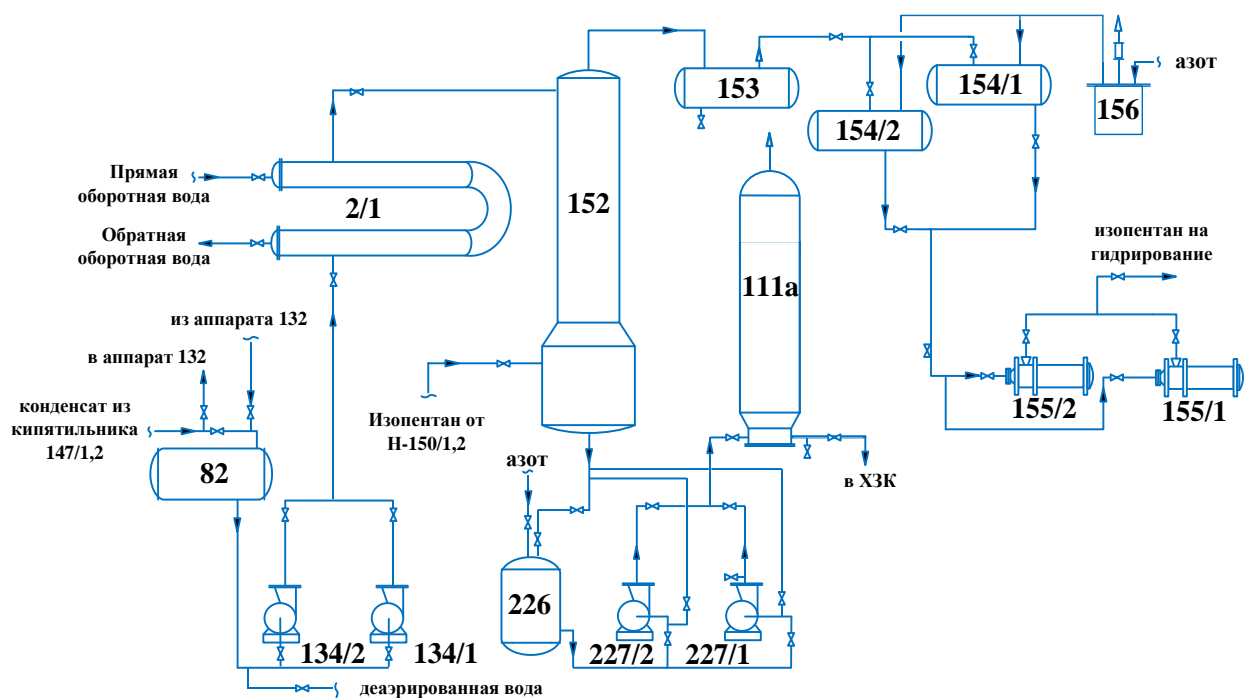 153
154/1
азот
156
154/2
Прямая
оборотная вода
2/1
152
Обратная
оборотная вода
изопентан на
гидрирование
111а
из аппарата 132
в аппарат 132
конденсат из
кипятильника
147/1,2
82
Изопентан от
Н-150/1,2
155/2
155/1
азот
в ХЗК
226
134/2
134/1
227/2
227/1
деаэрированная вода